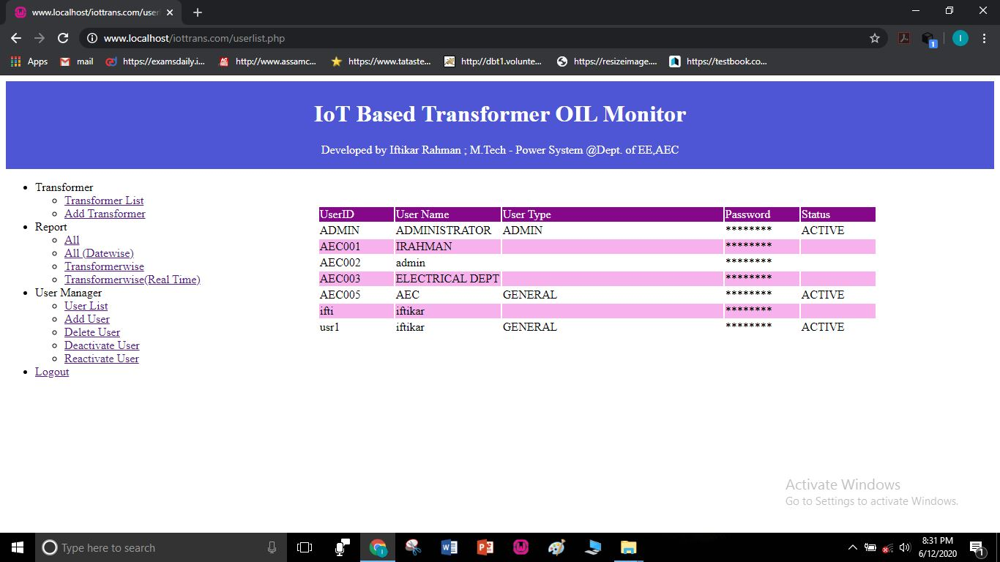 www.localhost/iottrans.com/user
www.localhost/iottrans.com/userlist.php
Apps mail https://examsdaily.i... http://www.assamc... https://www.tataste... http://dbt1.volunte... https://resizeimage.... https://testbook.co...
IoT Based Transformer OIL Monitor
Developed by Iftikar Rahman ; M.Tech - Power System @Dept. of EE,AEC
Transformer
Transformer List
Add Transformer
Report
All
All (Datewise)
Transformerwise
Transformerwise(Real Time)
User Manager
User List
Add User
Delete User
Deactivate User
Reactivate User
Logout
UserID User Name User Type Password Status
ADMIN ADMINISTRATOR ADMIN ******** ACTIVE
AEC001 IRAHMAN ********
AEC002 admin ********
AEC003 ELECTRICAL DEPT ********
AEC005 AEC GENERAL ******** ACTIVE
ifti iftikar ********
usr1 iftikar GENERAL ******** ACTIVE
Activate Windows
Go to Settings to activate Windows.
Type here to search
8:31 PM
6/12/2020